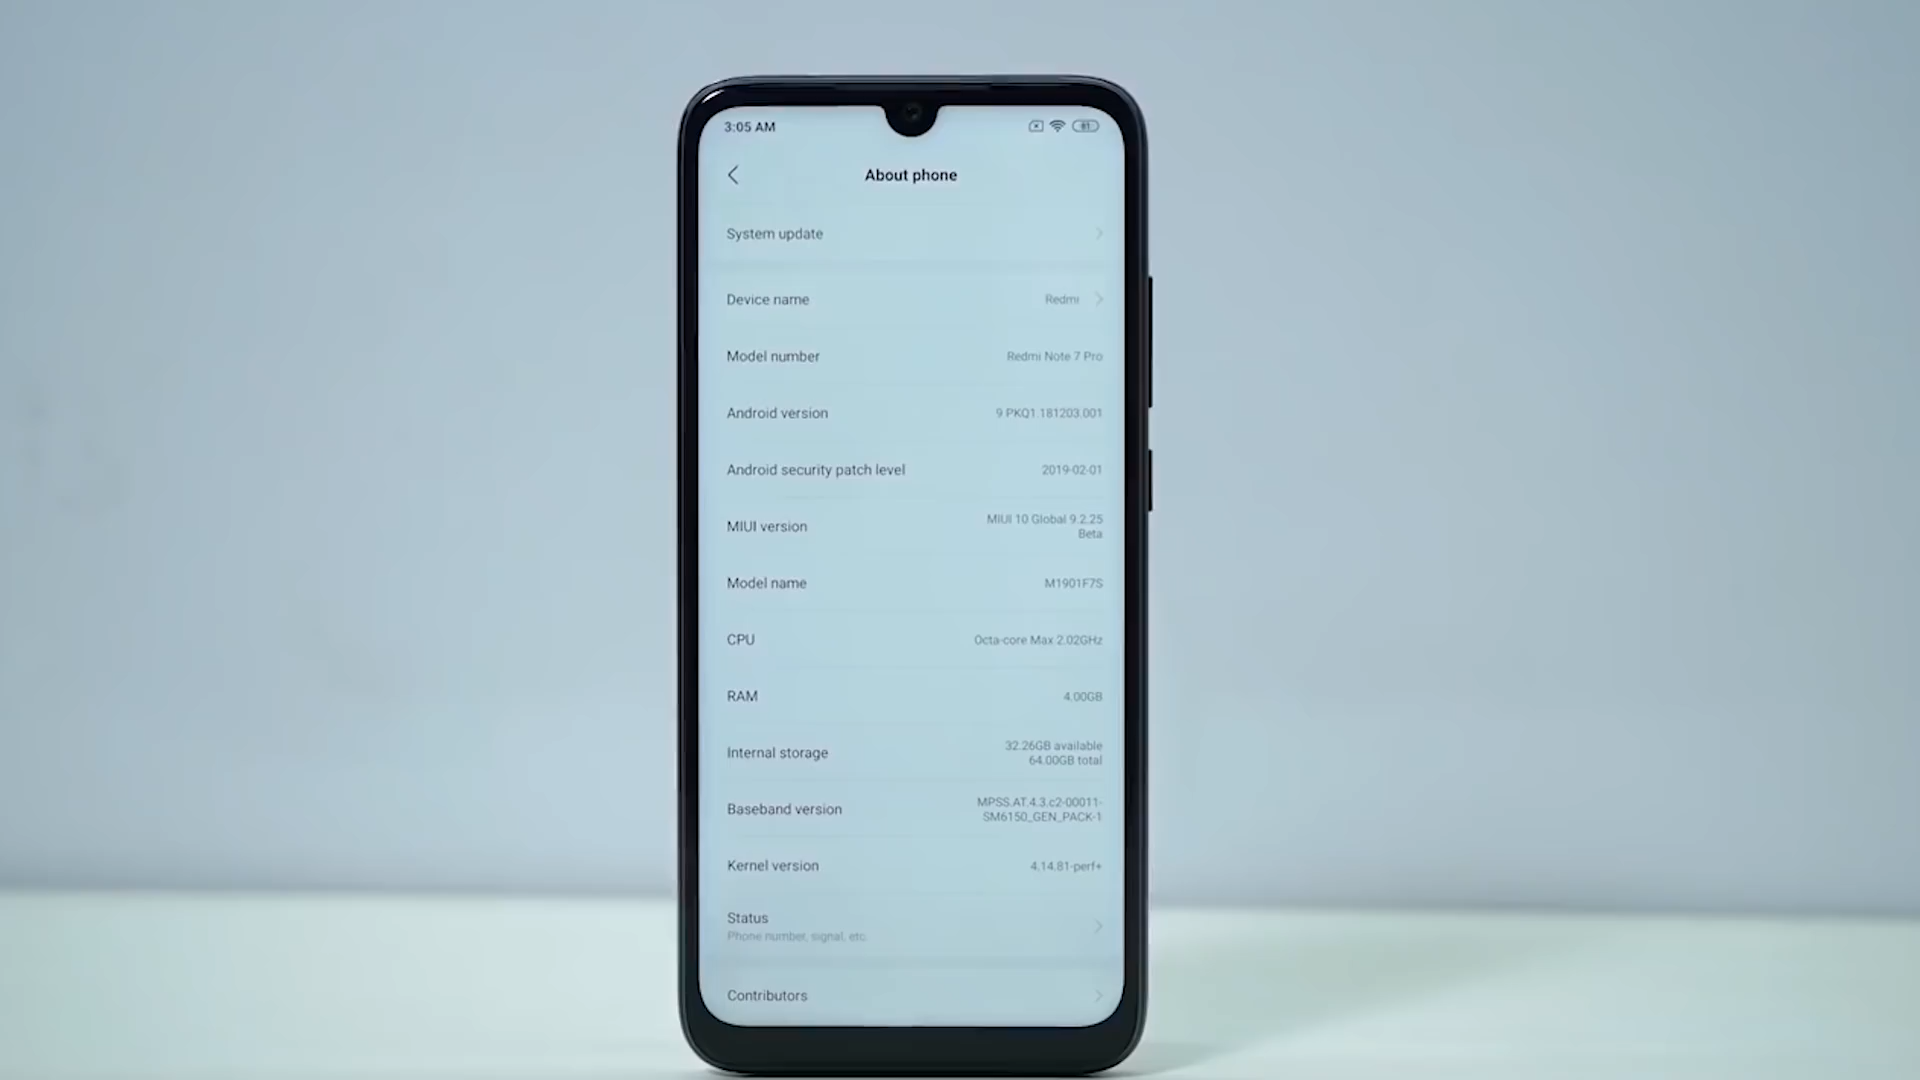 3:05 AM
81
About phone
System update
Device name Redmi
Model number Redmi Note 7 Pro
Android version 9 PKQ1.181203.001
Android security patch level 2019-02-01
MIUI version MIUI 10 Global 9.2.25
Beta
Model name M1901F7S
CPU Octa-core Max 2.02GHz
RAM 4.00GB
Internal storage 32.26GB available
64.00GB total
Baseband version MPSS.AT.4.3.c2-00011-
SM6150_GEN_PACK-1
Kernel version 4.14.81-perf+
Status
Phone number, signal, etc.
Contributors